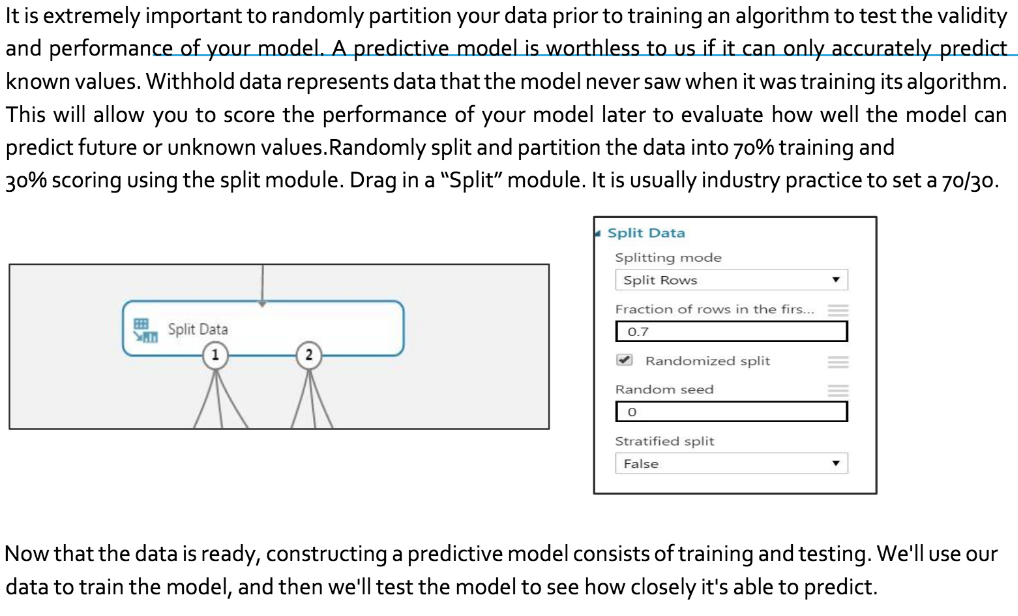 It is extremely important to randomly partition your data prior to training an algorithm to test the validity
and performance of your model. A predictive model is worthless to us if it can only accurately predict
known values. Withhold data represents data that the model never saw when it was training its algorithm.
This will allow you to score the performance of your model later to evaluate how well the model can
predict future or unknown values.Randomly split and partition the data into 70% training and
30% scoring using the split module. Drag in a “Split” module. It is usually industry practice to set a 70/30.
Split Data
1
2
Split Data
Splitting mode
Split Rows
Fraction of rows in the firs...
0.7
Randomized split
Random seed
0
Stratified split
False
Now that the data is ready, constructing a predictive model consists of training and testing. We'll use our
data to train the model, and then we'll test the model to see how closely it's able to predict.